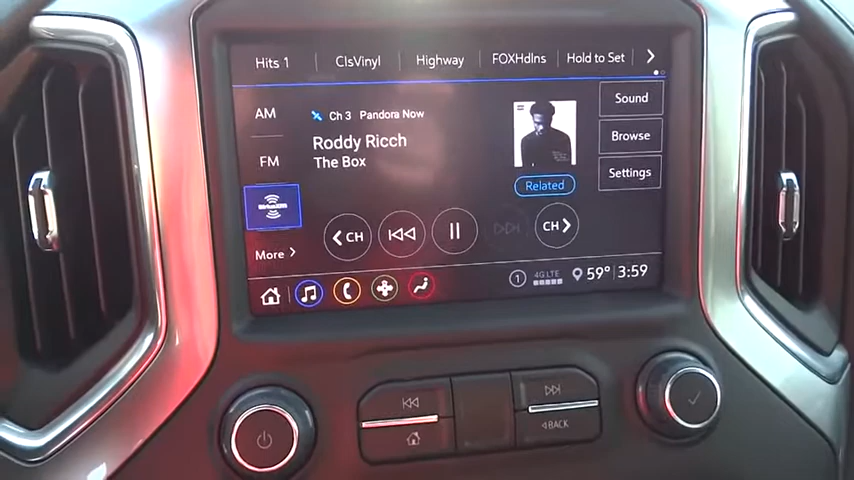 Hits 1 ClsVinyl Highway FOXHdlns Hold to Set
AM
Ch 3 Pandora Now
Sound
Roddy Ricch
The Box
Browse
FM
Settings
Related
SiriusXM
CH
CH
More
4G LTE
1
59° 3:59
BACK